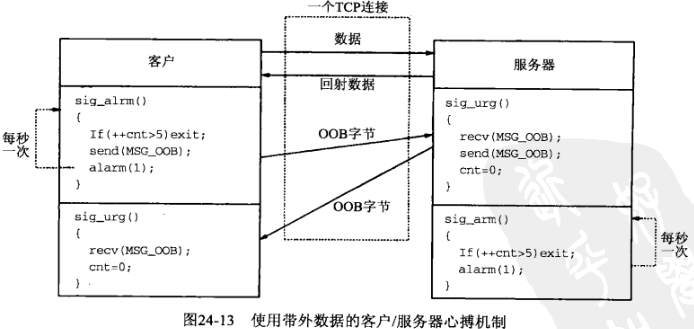 一个TCP连接
客户
数据
服务器
回射数据
sig_alrm()
{
If(++cnt>5)exit;
send(MSG_OOB);
alarm(1);
}
每秒
一次
OOB字节
sig_urg()
{
recv(MSG_OOB);
send(MSG_OOB);
cnt=0;
}
sig_urg()
{
recv(MSG_OOB);
cnt=0;
}
OOB字节
sig_arm()
{
If(++cnt>5)exit;
alarm(1);
}
每秒
一次
图24-13 使用带外数据的客户/服务器心搏机制